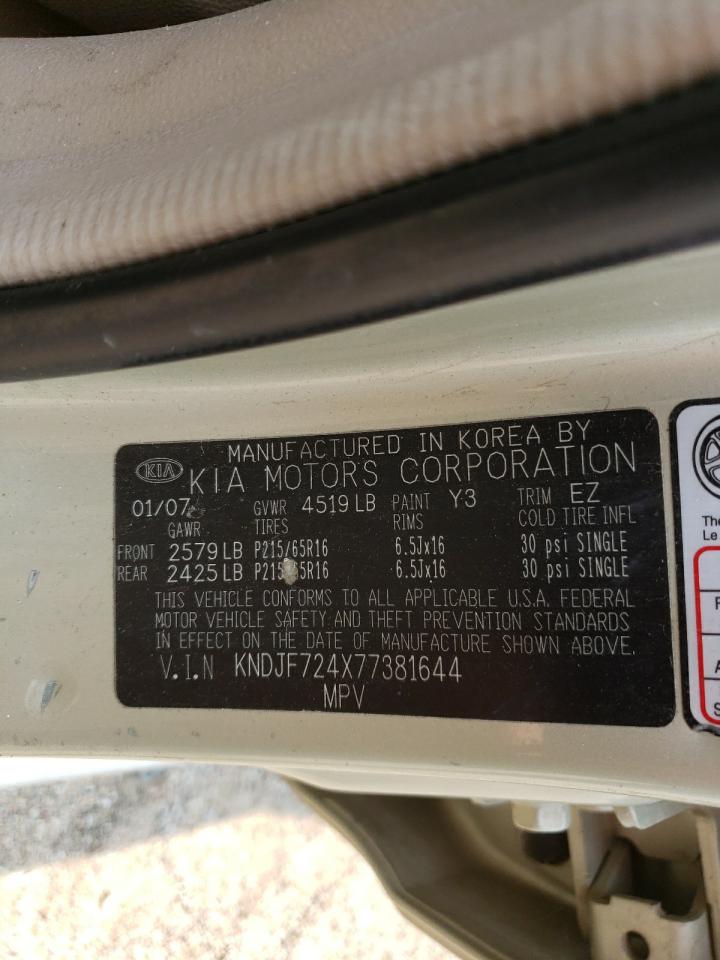 MANUFACTURED IN KOREA BY
KIA KIA MOTORS CORPORATION
01/07 GVWR 4519 LB PAINT Y3 TRIM EZ
GAWR TIRES RIMS COLD TIRE INFL
FRONT 2579 LB P215/65R16 6.5Jx16 30 psi SINGLE
REAR 2425 LB 6.5Jx16 30 psi SINGLE
THIS VEHICLE CONFORMS TO ALL APPLICABLE U.S.A. FEDERAL
MOTOR VEHICLE SAFETY AND THEFT PREVENTION STANDARDS
IN EFFECT ON THE DATE OF MANUFACTURE SHOWN ABOVE.
V.I.N KNDJF724X77381644
MPV
The
Le